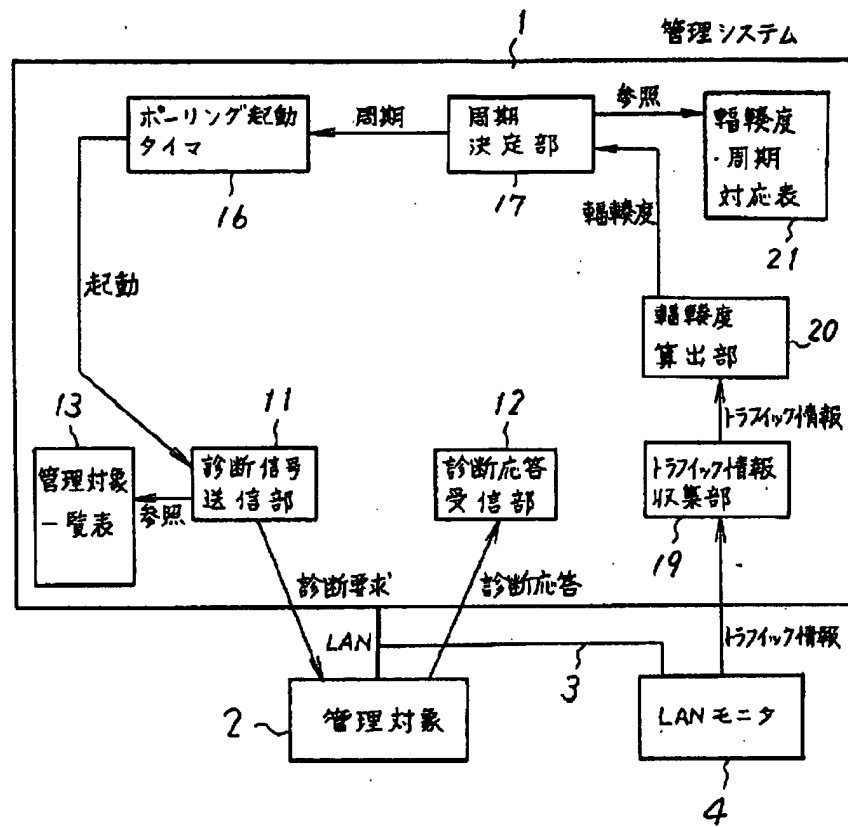 1
管理システム
ポーリング起動
タイマ
16
周期
周期
決定部
17
参照
輻輳度
・周期
対応表
21
輻輳度
起動
輻輳度
算出部
20
トラフィック情報
13
管理対象
一覧表
参照
11
診断信号
送信部
12
診断応答
受信部
トラフィック情報
収集部
19
診断要求
診断応答
LAN
3
トラフィック情報
2
管理対象
LANモニタ
4